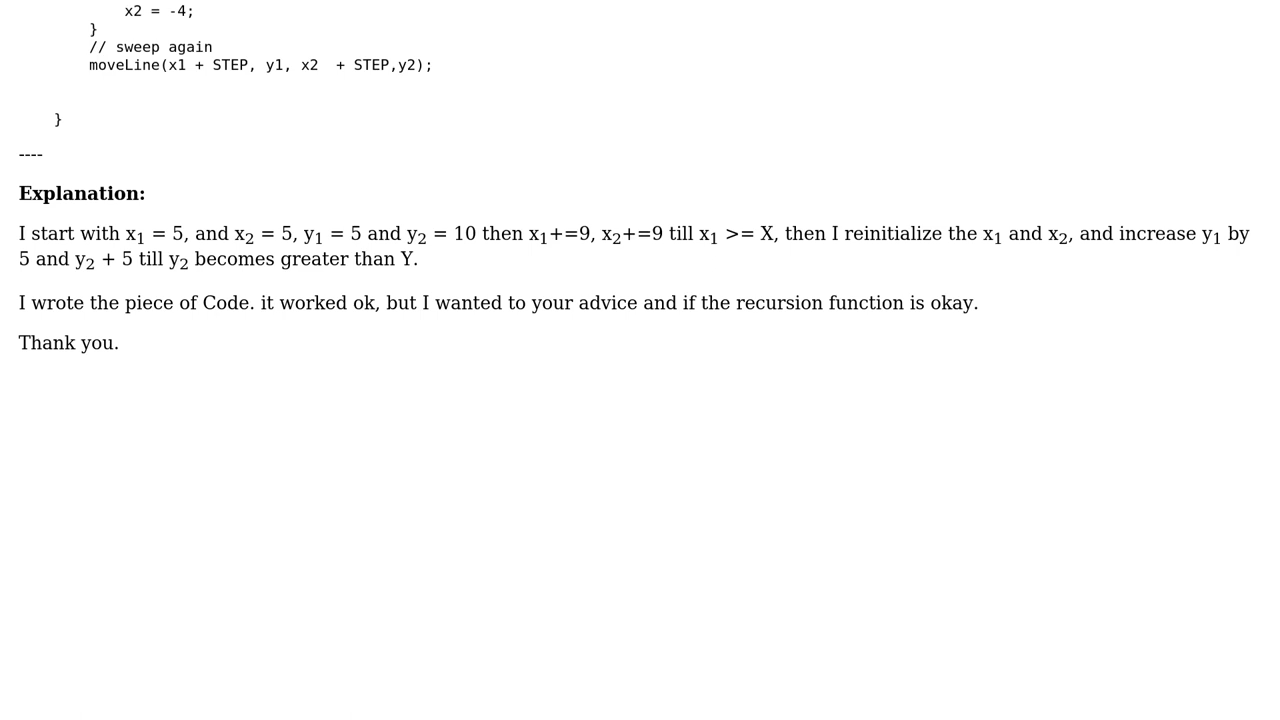 x2 = -4;
}
// sweep again
moveLine(x1 + STEP, y1, x2  + STEP,y2);
}
----
Explanation:
I start with x1 = 5, and x2 = 5, y1 = 5 and y2 = 10 then x1+=9, x2+=9 till x1 >= X, then I reinitialize the x1 and x2, and increase y1 by
5 and y2 + 5 till y2 becomes greater than Y.
I wrote the piece of Code. it worked ok, but I wanted to your advice and if the recursion function is okay.
Thank you.